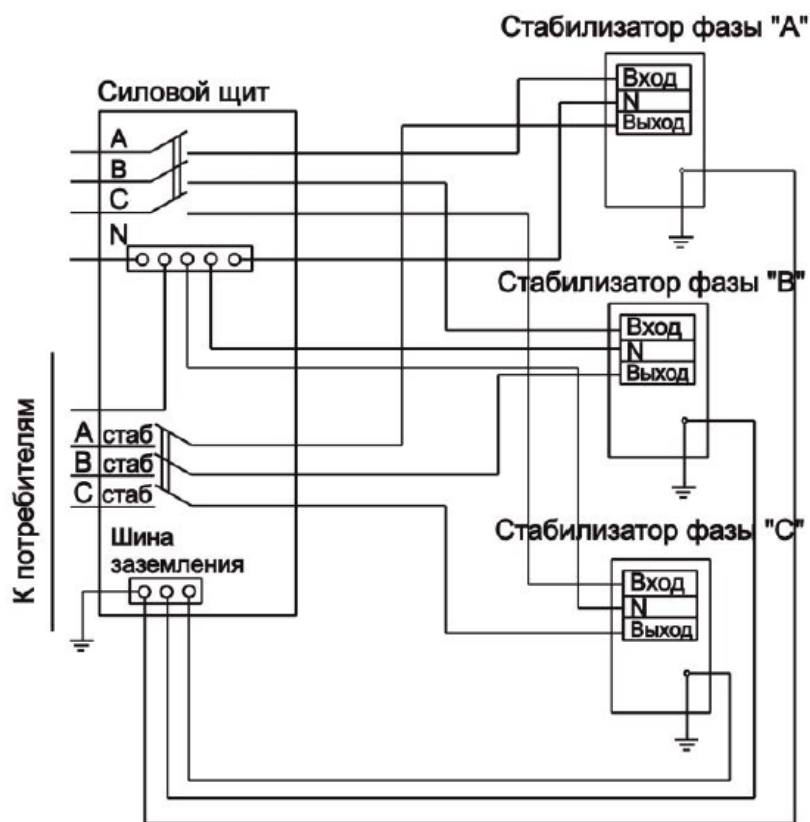 Стабилизатор фазы "А"
Вход
N
Выход
Силовой щит
А
В
С
N
Стабилизатор фазы "В"
Вход
N
Выход
К потребителям
А стаб
В стаб
С стаб
Стабилизатор фазы "С"
Вход
N
Выход
Шина
заземления